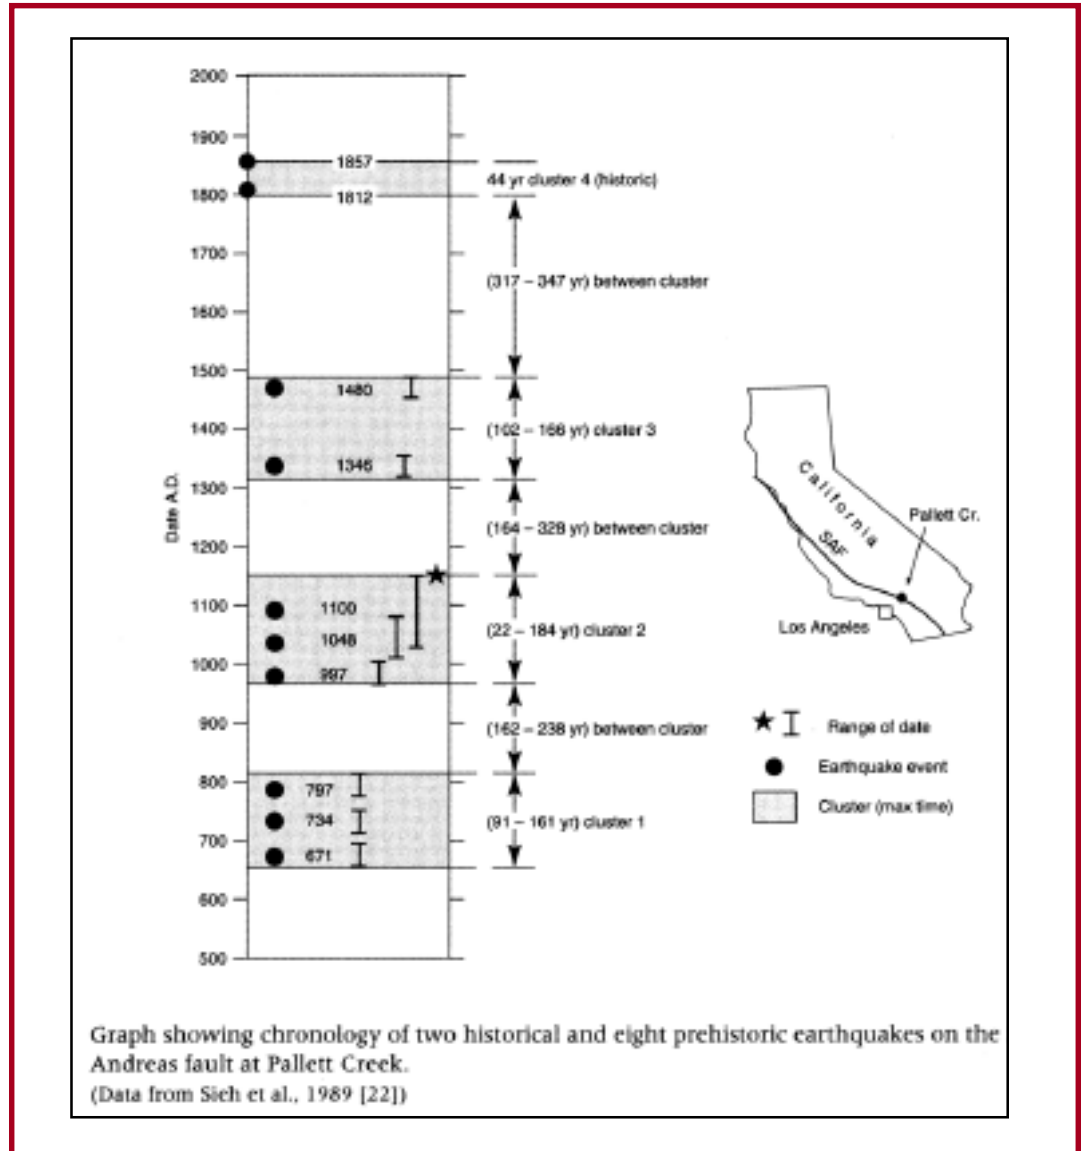 2000
1900
1857
44 yr cluster 4 (historic)
1800
1812
1700
(317 – 347 yr) between cluster
1600
1500
1480
1400
(102 – 166 yr) cluster 3
1346
1300
Date A.D.
(164 – 328 yr) between cluster
1200
1100
1100
1048
(22 – 184 yr) cluster 2
1000
997
900
(162 – 238 yr) between cluster
800
797
734
(91 – 161 yr) cluster 1
700
671
600
500
California
SAF
Pallett Cr.
Los Angeles
Range of date
Earthquake event
Cluster (max time)
Graph showing chronology of two historical and eight prehistoric earthquakes on the
Andreas fault at Pallett Creek.
(Data from Sieh et al., 1989 [22])